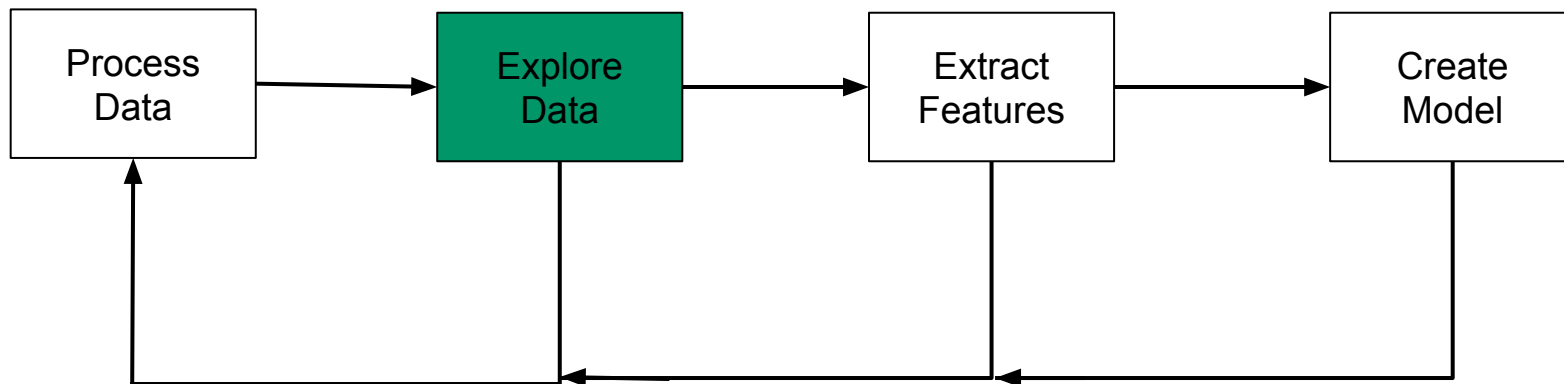 Process
Data
Explore
Data
Extract
Features
Create
Model